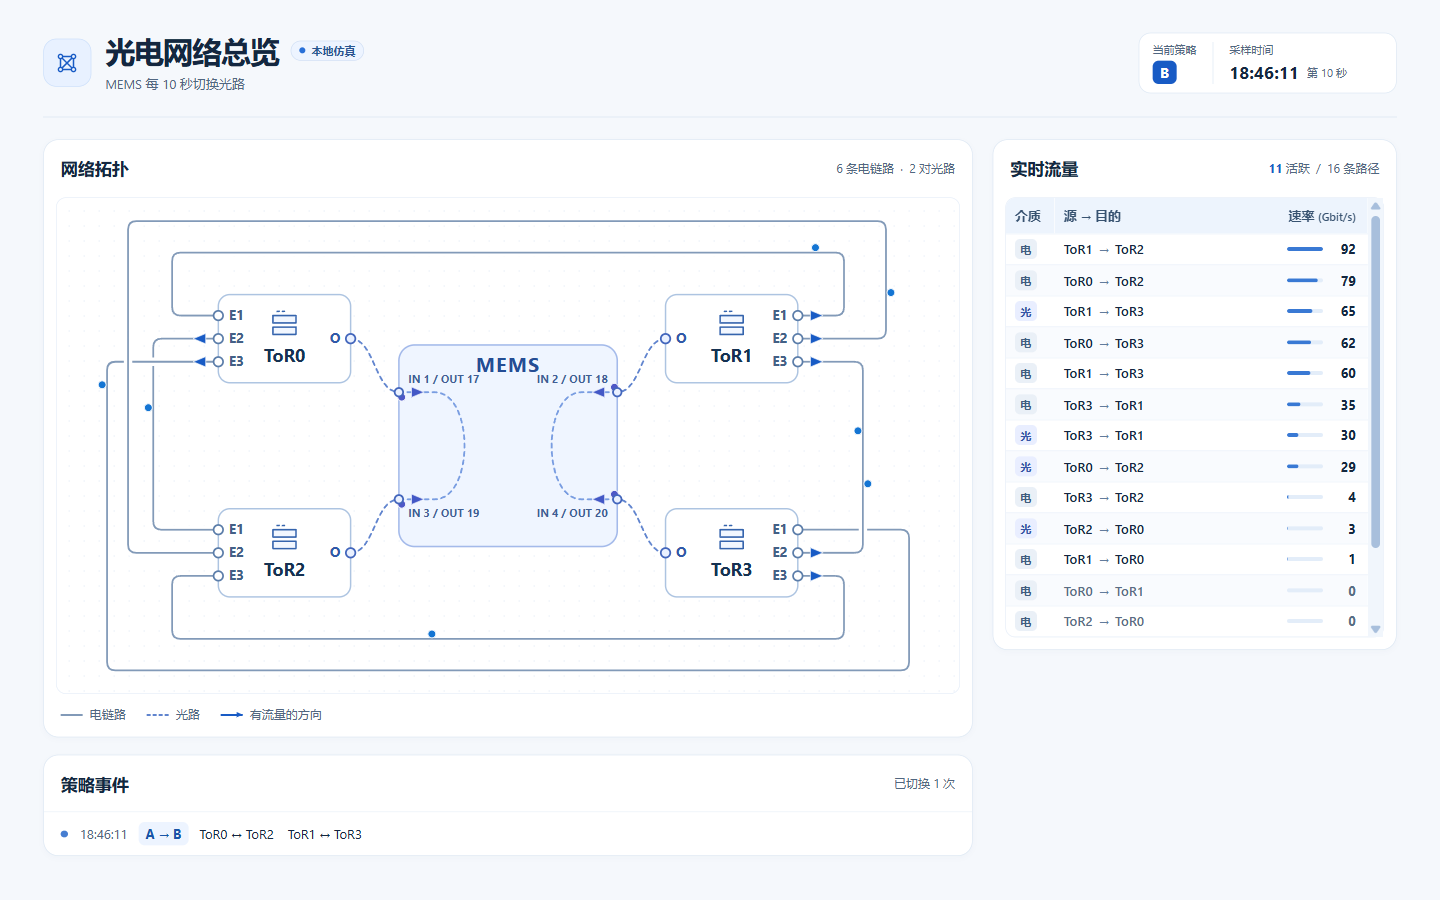 光电网络总览
本地仿真
MEMS 每 10 秒切换光路
当前策略
B
采样时间
18:46:11 第 10 秒
网络拓扑
6 条电链路 · 2 对光路
E1
E2
E3
ToR0
O
O
ToR1
E1
E2
E3
MEMS
IN 1 / OUT 17
IN 2 / OUT 18
IN 3 / OUT 19
IN 4 / OUT 20
E1
E2
E3
ToR2
O
O
ToR3
E1
E2
E3
电链路
光路
有流量的方向
实时流量
11 活跃 / 16 条路径
介质 源 → 目的 速率 (Gbit/s)
电 ToR1 → ToR2 92
电 ToR0 → ToR2 79
光 ToR1 → ToR3 65
电 ToR0 → ToR3 62
电 ToR1 → ToR3 60
电 ToR3 → ToR1 35
光 ToR3 → ToR1 30
光 ToR0 → ToR2 29
电 ToR3 → ToR2 4
光 ToR2 → ToR0 3
电 ToR1 → ToR0 1
电 ToR0 → ToR1 0
电 ToR2 → ToR0 0
策略事件
已切换 1 次
18:46:11 A → B ToR0 ↔ ToR2 ToR1 ↔ ToR3